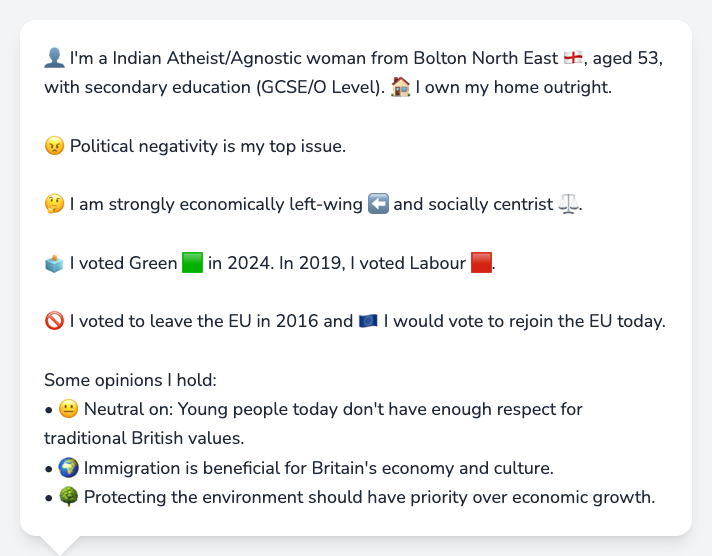 👤 I'm a Indian Atheist/Agnostic woman from Bolton North East 🏴󠁧󠁢󠁥󠁮󠁧󠁿, aged 53,
with secondary education (GCSE/O Level). 🏠 I own my home outright.
😠 Political negativity is my top issue.
🤔 I am strongly economically left-wing ⬅️ and socially centrist ⚖️.
🗳️ I voted Green 🟩 in 2024. In 2019, I voted Labour 🟥.
🚫 I voted to leave the EU in 2016 and 🇪🇺 I would vote to rejoin the EU today.
Some opinions I hold:
• 😐 Neutral on: Young people today don't have enough respect for
traditional British values.
• 🌍 Immigration is beneficial for Britain's economy and culture.
• 🌳 Protecting the environment should have priority over economic growth.